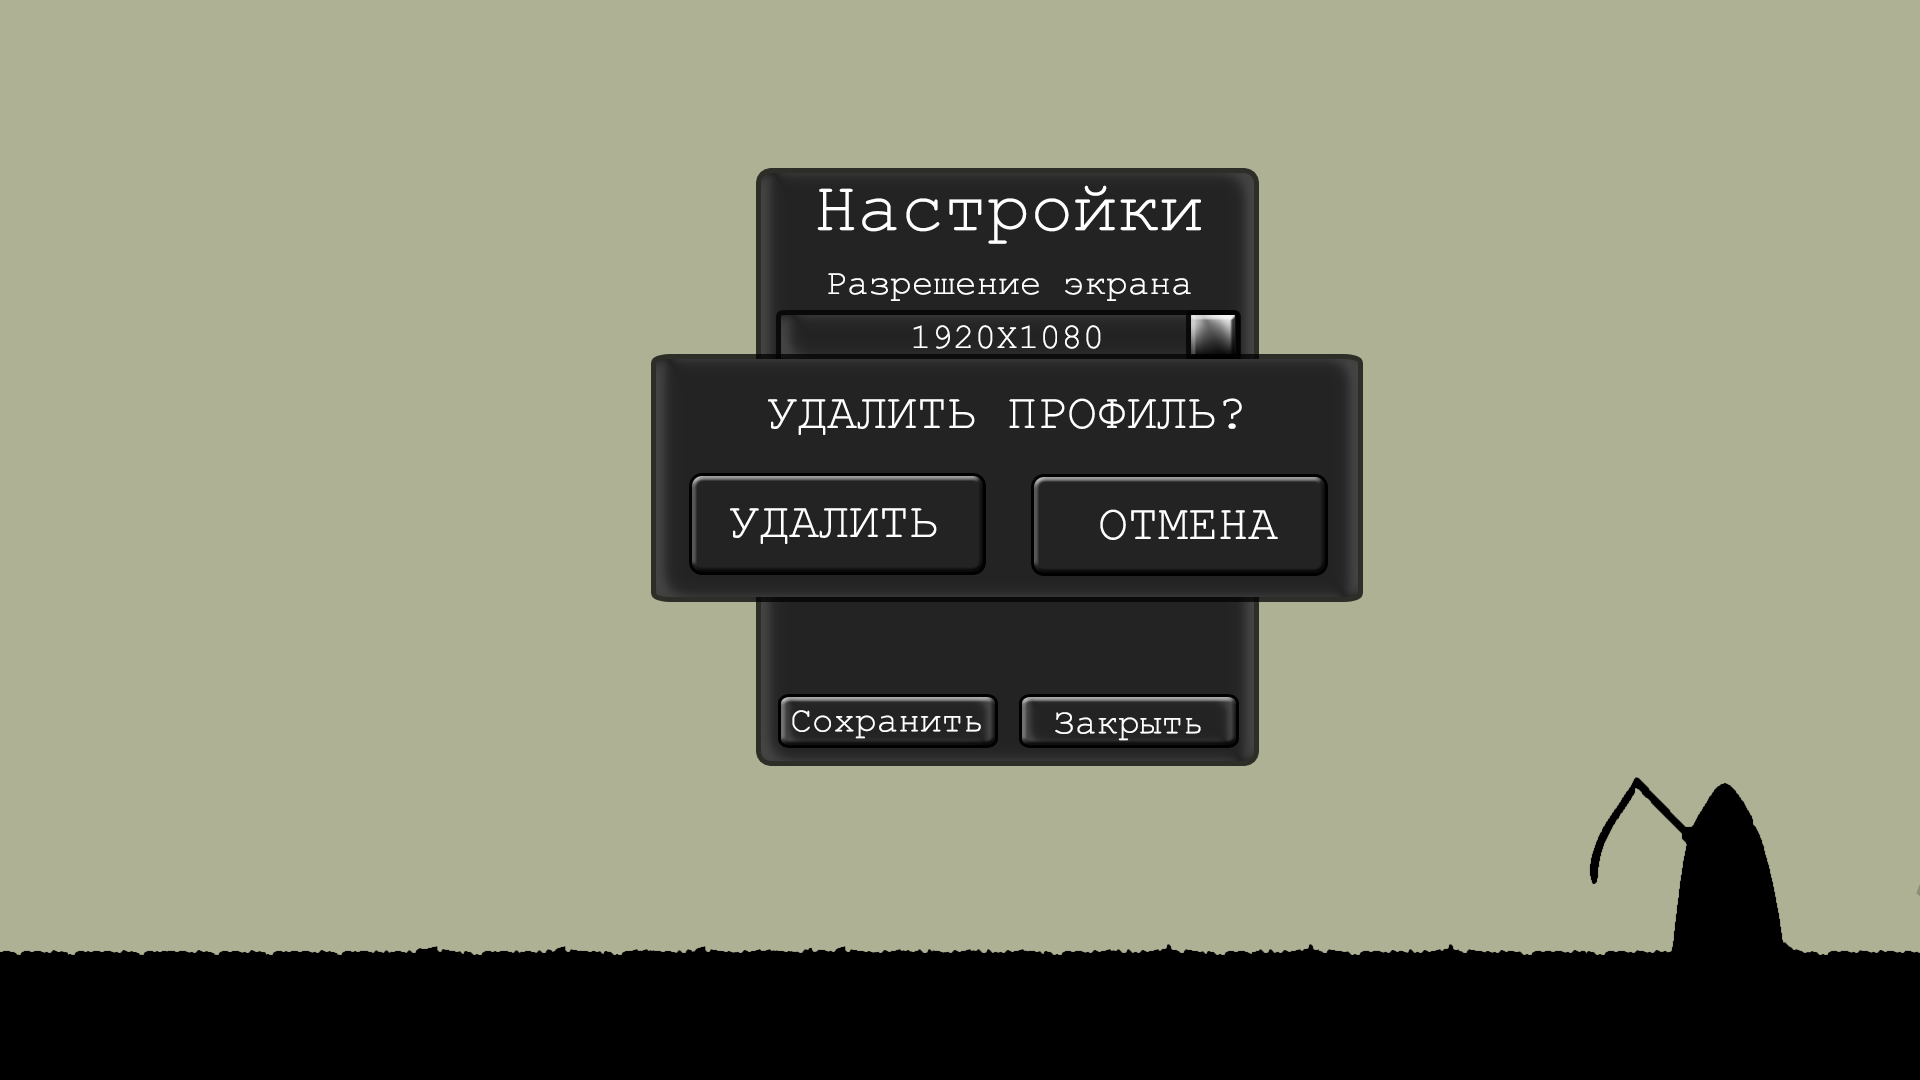 Настройки
Разрешение экрана
1920X1080
УДАЛИТЬ ПРОФИЛЬ?
УДАЛИТЬ
ОТМЕНА
Сохранить
Закрыть